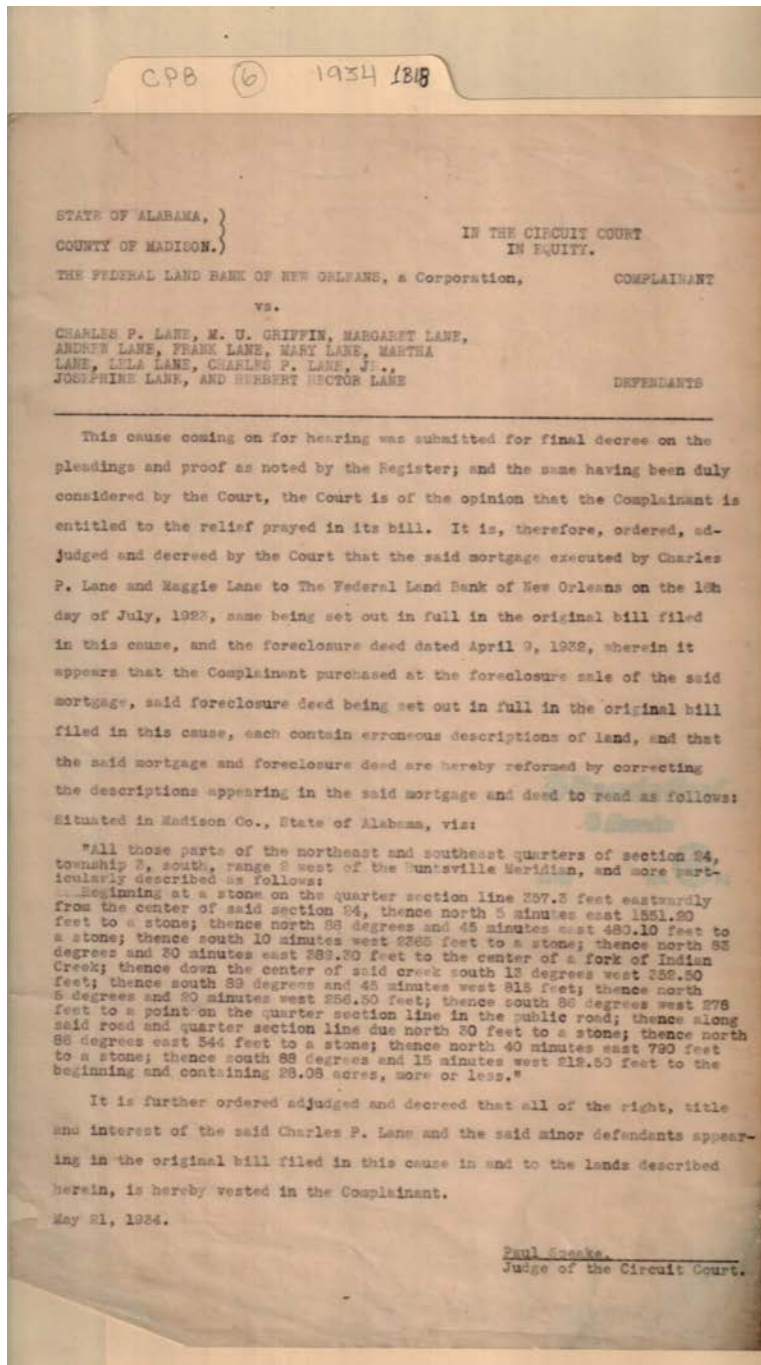 CPB 6 1934 1818
STATE OF ALABAMA, )
COUNTY OF MADISON.)
IN THE CIRCUIT COURT
IN EQUITY.
THE FEDERAL LAND BANK OF NEW ORLEANS, a Corporation, COMPLAINANT
vs.
CHARLES P. LANE, M. U. GRIFFIN, MARGARET LANE,
ANDREW LANE, FRANK LANE, MARY LANE, MARTHA
LANE, LELA LANE, CHARLES P. LANE, JR.,
JOSEPHINE LANE, AND HERBERT HECTOR LANE DEFENDANTS
This cause coming on for hearing was submitted for final decree on the
pleadings and proof as noted by the Register; and the same having been duly
considered by the Court, the Court is of the opinion that the Complainant is
entitled to the relief prayed in its bill. It is, therefore, ordered, ad-
judged and decreed by the Court that the said mortgage executed by Charles
P. Lane and Maggie Lane to The Federal Land Bank of New Orleans on the
day of July, 1923, same being set out in full in the original bill filed
in this cause, and the foreclosure deed dated April 9, 1932, wherein it
appears that the Complainant purchased at the foreclosure sale of the said
mortgage, said foreclosure deed being set out in full in the original bill
filed in this cause, each contain erroneous descriptions of land, and that
the said mortgage and foreclosure deed are hereby reformed by correcting
the descriptions appearing in the said mortgage and deed to read as follows:
Situated in Madison Co., State of Alabama, viz:
"All those parts of the northeast and southeast quarters of section 24,
township 3, south, range 2 west of the Huntsville Meridian, and more part-
icularly described as follows:
Beginning at a stone on the quarter section line 357.3 feet eastwardly
from the center of said section 24, thence north 5 minutes east 1551.20
feet to a stone; thence north 88 degrees and 45 minutes east 480.10 feet to
a stone; thence south 10 minutes west 2365 feet to a stone; thence north 83
degrees and 30 minutes east 389.30 feet to the center of a fork of Indian
Creek; thence down the center of said creek south 13 degrees west 352.50
feet; thence south 89 degrees and 45 minutes west 815 feet; thence north
5 degrees and 20 minutes west 256.50 feet; thence south 86 degrees west 278
feet to a point on the quarter section line in the public road; thence along
said road and quarter section line due north 30 feet to a stone; thence north
86 degrees east 544 feet to a stone; thence north 40 minutes east 790 feet
to a stone; thence south 88 degrees and 15 minutes west 212.50 feet to the
beginning and containing 28.08 acres, more or less."
It is further ordered adjudged and decreed that all of the right, title
and interest of the said Charles P. Lane and the said minor defendants appear-
ing in the original bill filed in this cause in and to the lands described
herein, is hereby vested in the Complainant.
May 21, 1934.
Paul Speake.
Judge of the Circuit Court.